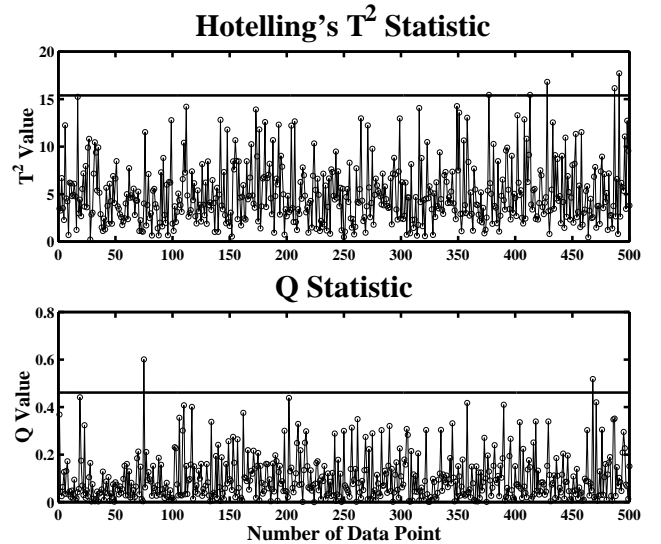 Hotelling's T² Statistic
20
15
10
5
0
T² Value
0 50 100 150 200 250 300 350 400 450 500
Q Statistic
0.8
0.6
0.4
0.2
0
Q Value
0 50 100 150 200 250 300 350 400 450 500
Number of Data Point